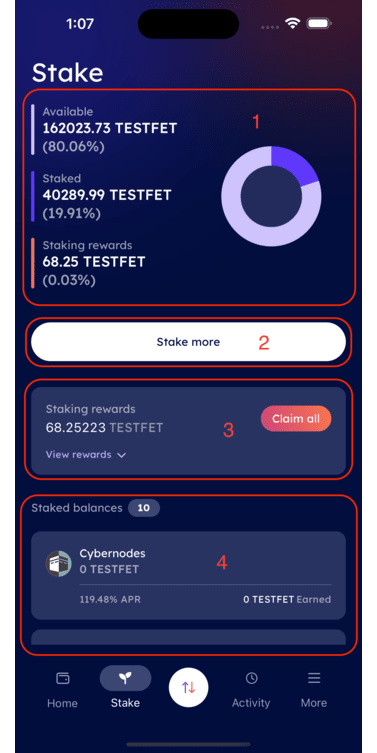 1:07
Stake
Available
162023.73 TESTFET
(80.06%)
1
Staked
40289.99 TESTFET
(19.91%)
Staking rewards
68.25 TESTFET
(0.03%)
Stake more
2
Staking rewards
68.25223 TESTFET
3
Claim all
View rewards
Staked balances 10
Cybernodes
0 TESTFET
4
119.48% APR 0 TESTFET Earned
Home Stake Activity More